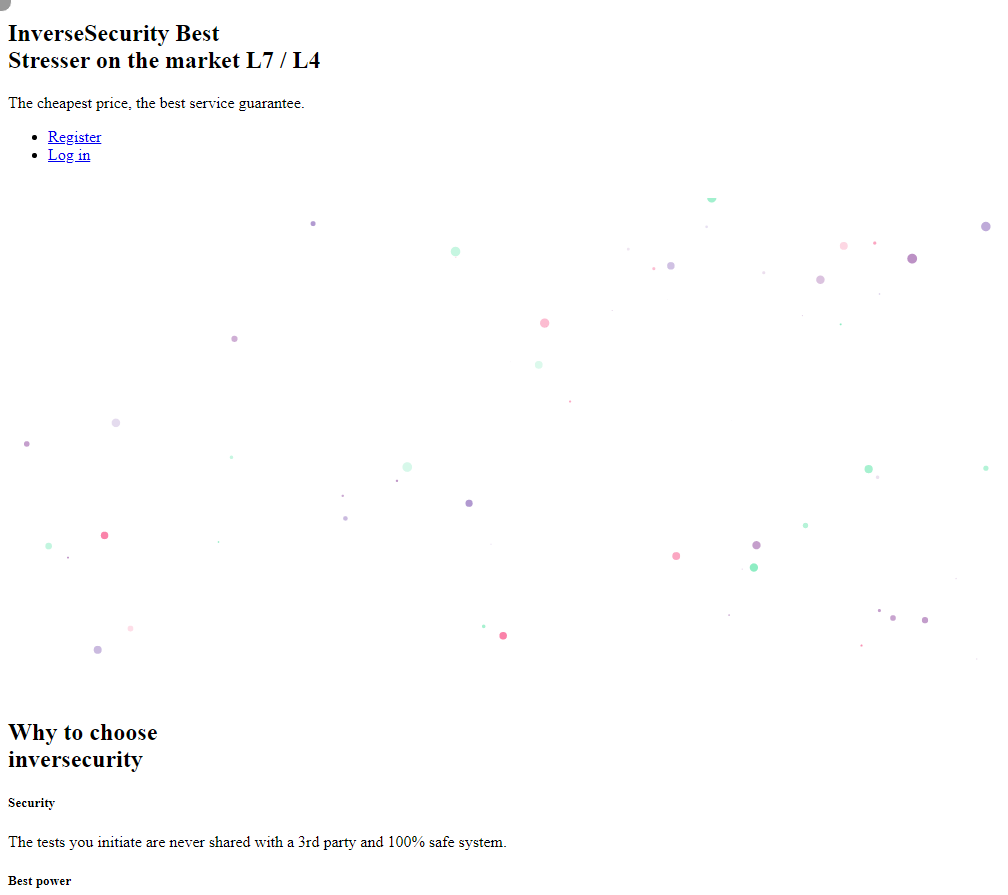 InverseSecurity Best
Stresser on the market L7 / L4
The cheapest price, the best service guarantee.
Register
Log in
Why to choose
inversecurity
Security
The tests you initiate are never shared with a 3rd party and 100% safe system.
Best power